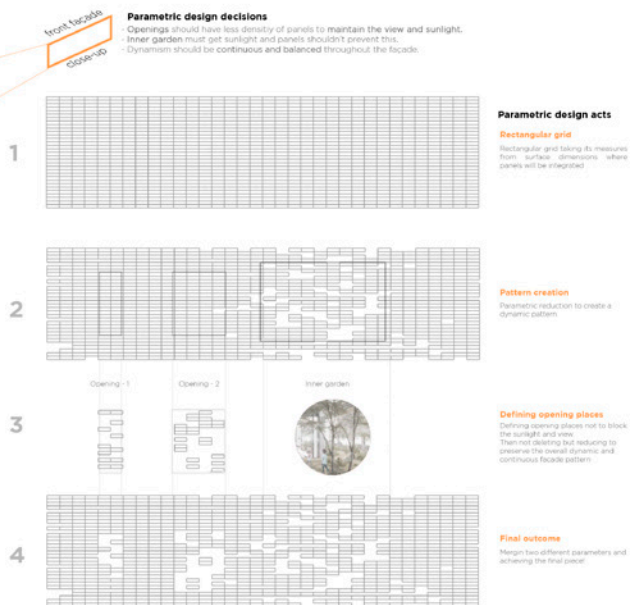 front façade
close-up
Parametric design decisions
- Openings should have less densitiy of panels to maintain the view and sunlight.
- Inner garden must get sunlight and panels shouldn't prevent this.
- Dynamism should be continuous and balanced throughout the façade.
Parametric design acts
1
Rectangular grid
Rectangular grid taking its measures
from surface dimensions where
panels will be integrated
2
Pattern creation
Parametric reduction to create a
dynamic pattern
Opening - 1
Opening - 2
Inner garden
3
Defining opening places
Defining opening places not to block
the sunlight and view.
Then not deleting but reducing to
preserve the overall dynamic and
continuous facade pattern
4
Final outcome
Mergin two different parameters and
achieving the final piece!